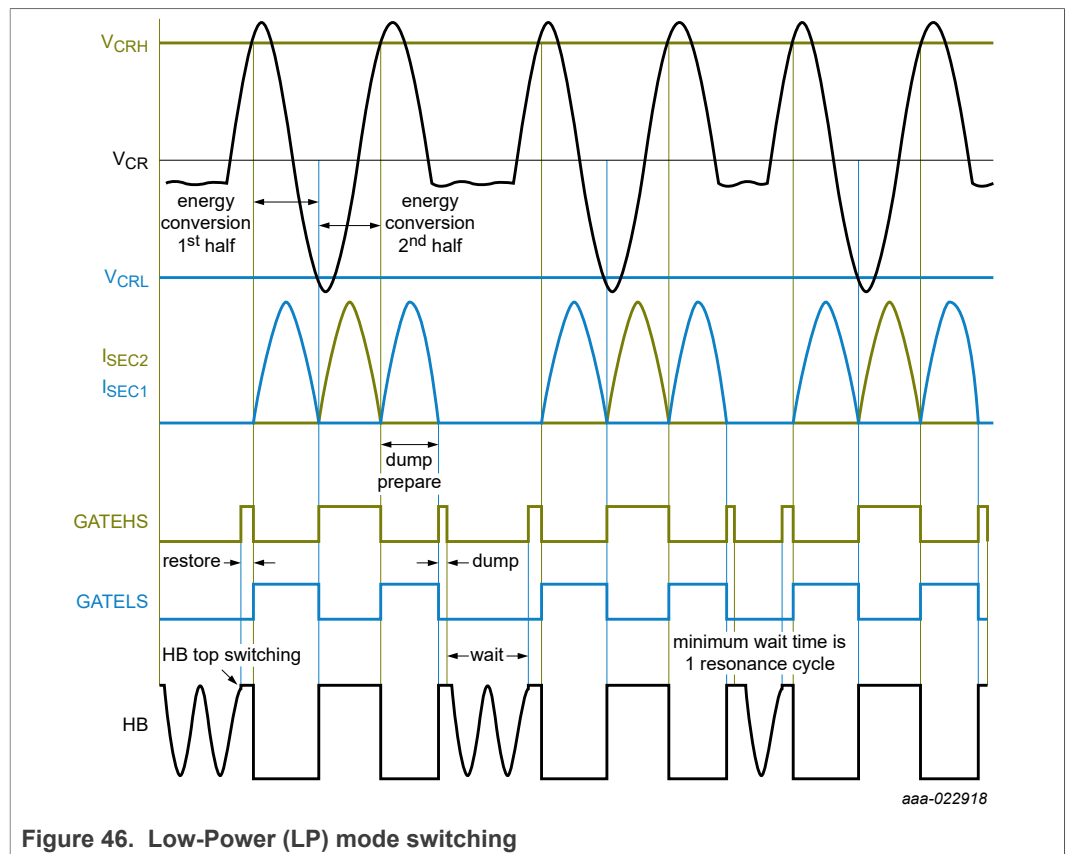 VCRH
VCR
energy
conversion
1st half
energy
conversion
2nd half
VCRL
ISEC2
ISEC1
dump
prepare
GATEHS
restore
dump
GATELS
HB top switching
wait
minimum wait time is
1 resonance cycle
HB
aaa-022918
Figure 46. Low-Power (LP) mode switching